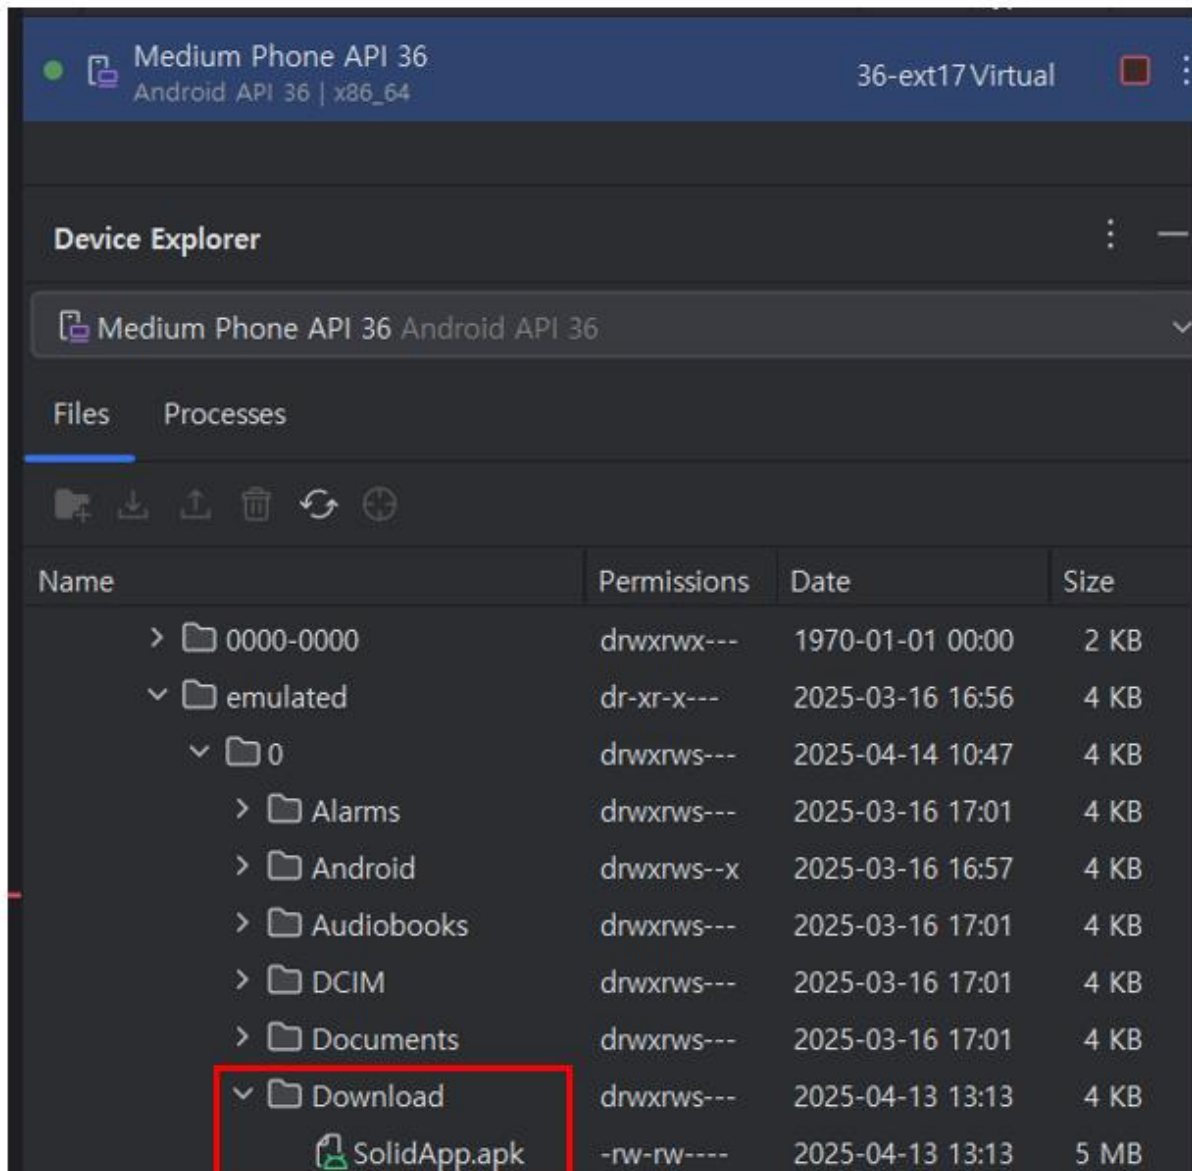 Medium Phone API 36
Android API 36 | x86_64
36-ext17 Virtual
Device Explorer
Medium Phone API 36 Android API 36
Files Processes
Name Permissions Date Size
0000-0000 drwxrwx--- 1970-01-01 00:00 2 KB
emulated dr-xr-x--- 2025-03-16 16:56 4 KB
0 drwxrws--- 2025-04-14 10:47 4 KB
Alarms drwxrws--- 2025-03-16 17:01 4 KB
Android drwxrws--x 2025-03-16 16:57 4 KB
Audiobooks drwxrws--- 2025-03-16 17:01 4 KB
DCIM drwxrws--- 2025-03-16 17:01 4 KB
Documents drwxrws--- 2025-03-16 17:01 4 KB
Download drwxrws--- 2025-04-13 13:13 4 KB
SolidApp.apk -rw-rw---- 2025-04-13 13:13 5 MB